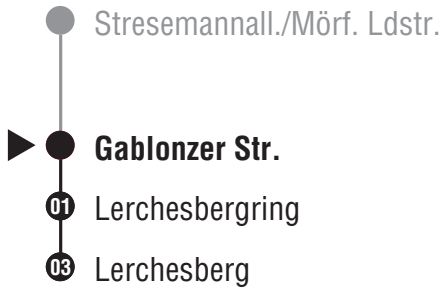 Stresemannall./Mörf. Ldstr.
Gablonzer Str.
01 Lerchesbergring
03 Lerchesberg